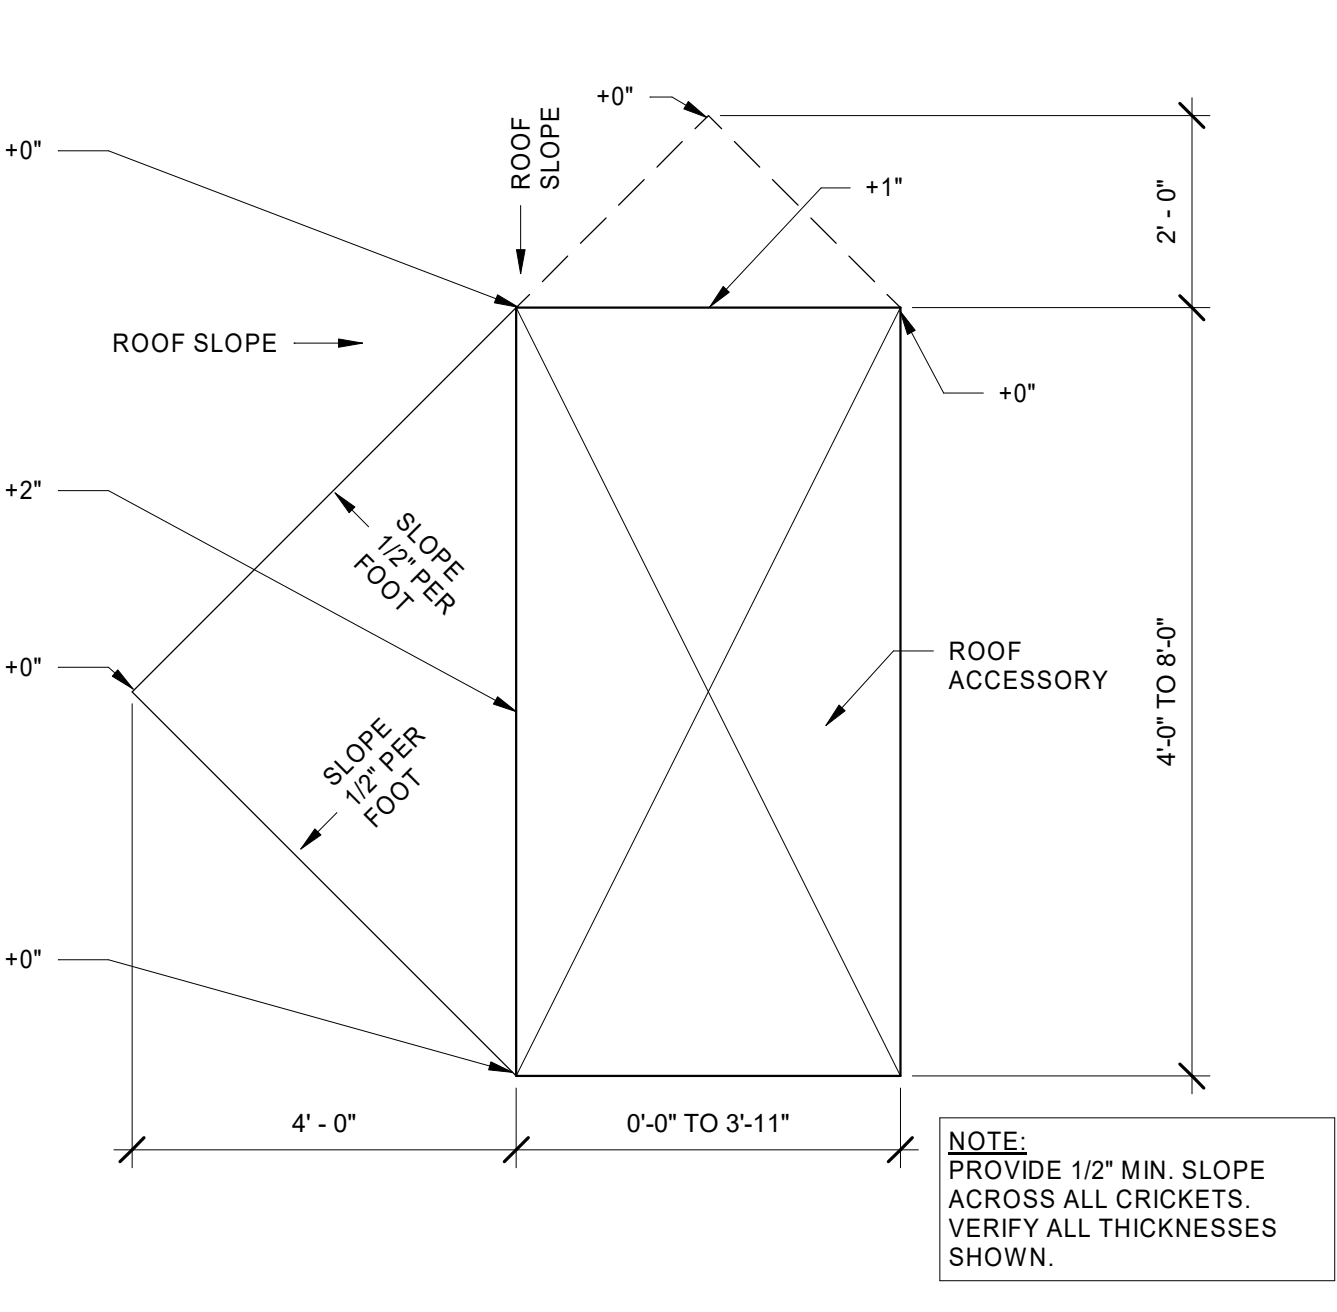 +0"
ROOF
SLOPE
+0"
+1"
2' - 0"
ROOF SLOPE
+0"
+2"
SLOPE
1/2" PER
FOOT
+0"
ROOF
ACCESSORY
4'-0" TO 8'-0"
SLOPE
1/2" PER
FOOT
+0"
4' - 0"
0'-0" TO 3'-11"
NOTE:
PROVIDE 1/2" MIN. SLOPE
ACROSS ALL CRICKETS.
VERIFY ALL THICKNESSES
SHOWN.